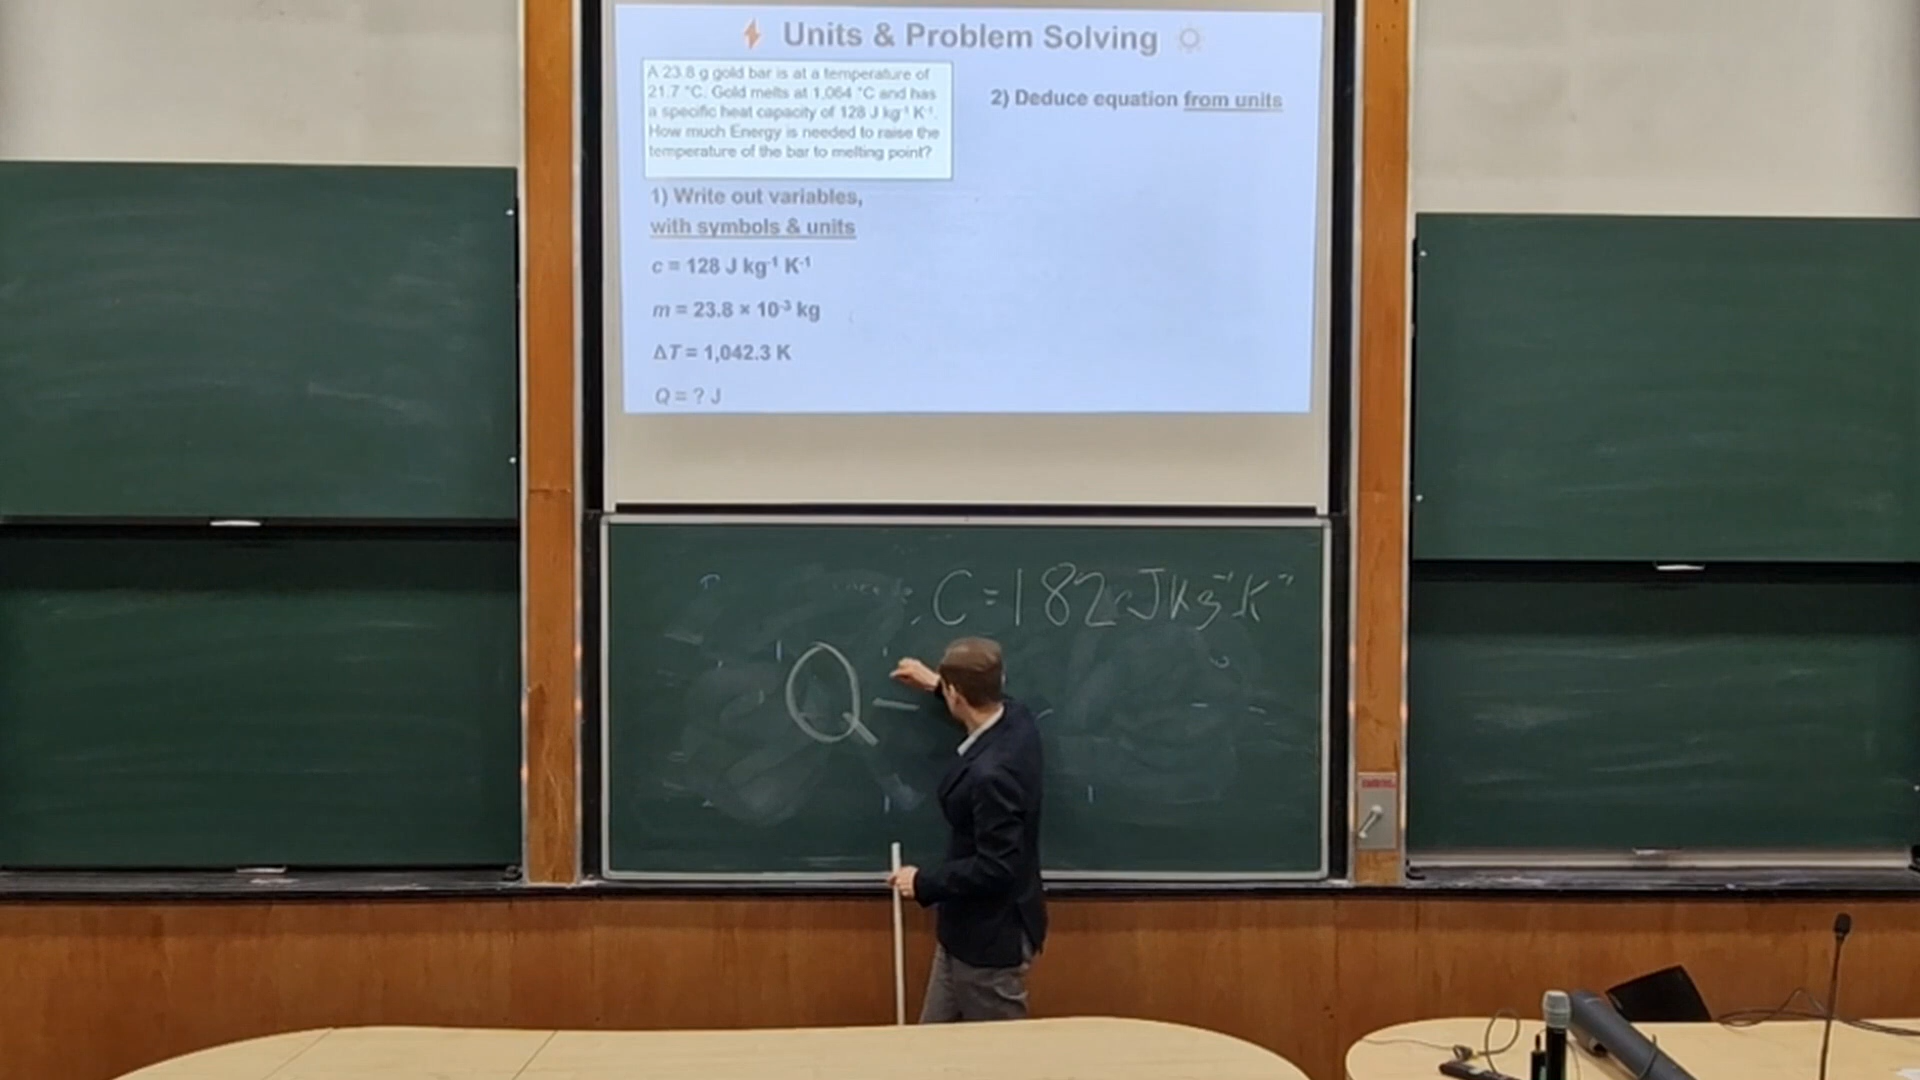 Units & Problem Solving
A 23.8 g gold bar is at a temperature of
21.7 °C. Gold melts at 1,064 °C and has
a specific heat capacity of 128 J kg⁻¹ K⁻¹.
How much Energy is needed to raise the
temperature of the bar to melting point?
1) Write out variables,
with symbols & units
c = 128 J kg⁻¹ K⁻¹
m = 23.8 × 10⁻³ kg
ΔT = 1,042.3 K
Q = ? J
2) Deduce equation from units
C = 182 J kg⁻¹ K⁻¹
Q